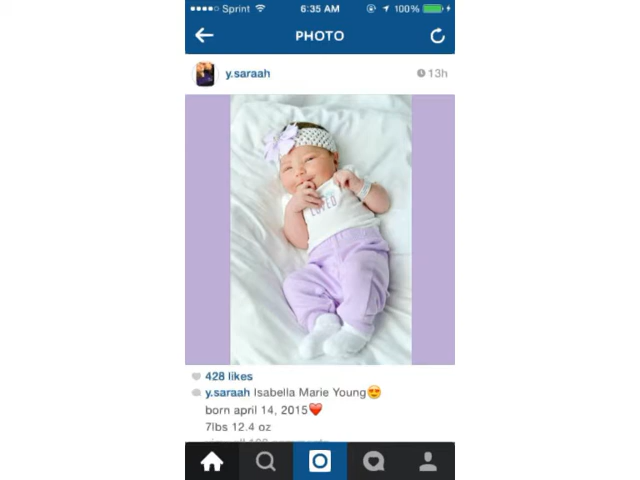 Sprint 6:35 AM 100%
PHOTO
y.saraah 13h
LOVED
428 likes
y.saraah Isabella Marie Young😍
born april 14, 2015❤️
7lbs 12.4 oz